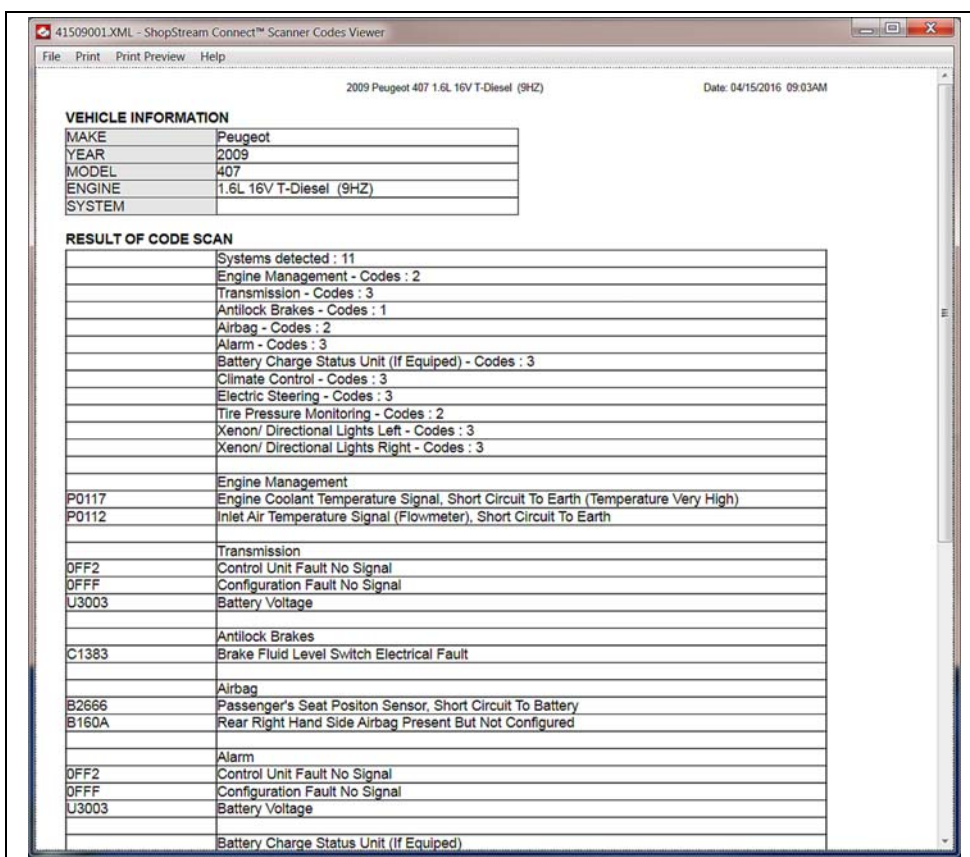 41509001.XML - ShopStream Connect™ Scanner Codes Viewer
File Print Print Preview Help
2009 Peugeot 407 1.6L 16V T-Diesel (9HZ) Date: 04/15/2016 09:03AM
VEHICLE INFORMATION
MAKE Peugeot
YEAR 2009
MODEL 407
ENGINE 1.6L 16V T-Diesel (9HZ)
SYSTEM
RESULT OF CODE SCAN
Systems detected : 11
Engine Management - Codes : 2
Transmission - Codes : 3
Antilock Brakes - Codes : 1
Airbag - Codes : 2
Alarm - Codes : 3
Battery Charge Status Unit (If Equiped) - Codes : 3
Climate Control - Codes : 3
Electric Steering - Codes : 3
Tire Pressure Monitoring - Codes : 2
Xenon/ Directional Lights Left - Codes : 3
Xenon/ Directional Lights Right - Codes : 3
Engine Management
P0117 Engine Coolant Temperature Signal, Short Circuit To Earth (Temperature Very High)
P0112 Inlet Air Temperature Signal (Flowmeter), Short Circuit To Earth
Transmission
0FF2 Control Unit Fault No Signal
0FFF Configuration Fault No Signal
U3003 Battery Voltage
Antilock Brakes
C1383 Brake Fluid Level Switch Electrical Fault
Airbag
B2666 Passenger's Seat Positon Sensor, Short Circuit To Battery
B160A Rear Right Hand Side Airbag Present But Not Configured
Alarm
0FF2 Control Unit Fault No Signal
0FFF Configuration Fault No Signal
U3003 Battery Voltage
Battery Charge Status Unit (If Equiped)